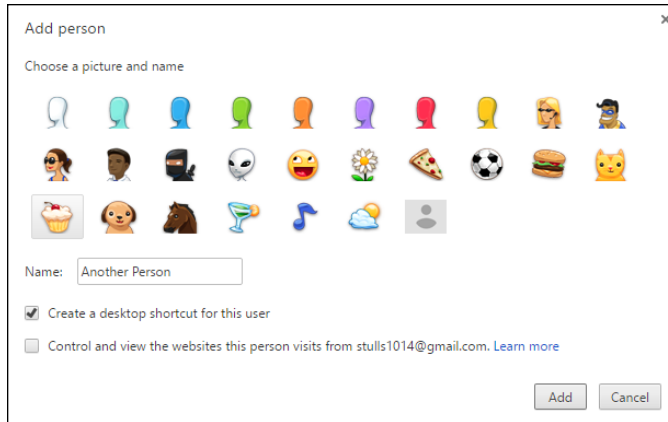 Add person
Choose a picture and name
Name: Another Person
Create a desktop shortcut for this user
Control and view the websites this person visits from stulls1014@gmail.com. Learn more
Add Cancel